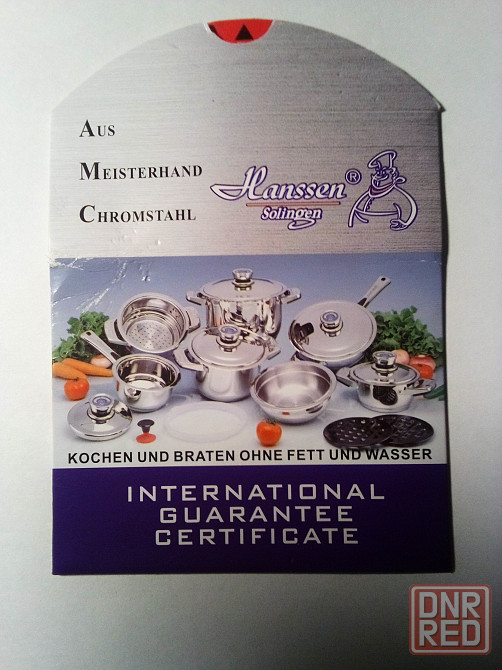 AUS
MEISTERHAND
CHROMSTAHL
Hanssen ®
Solingen
KOCHEN UND BRATEN OHNE FETT UND WASSER
INTERNATIONAL
GUARANTEE
CERTIFICATE
DNR
RED